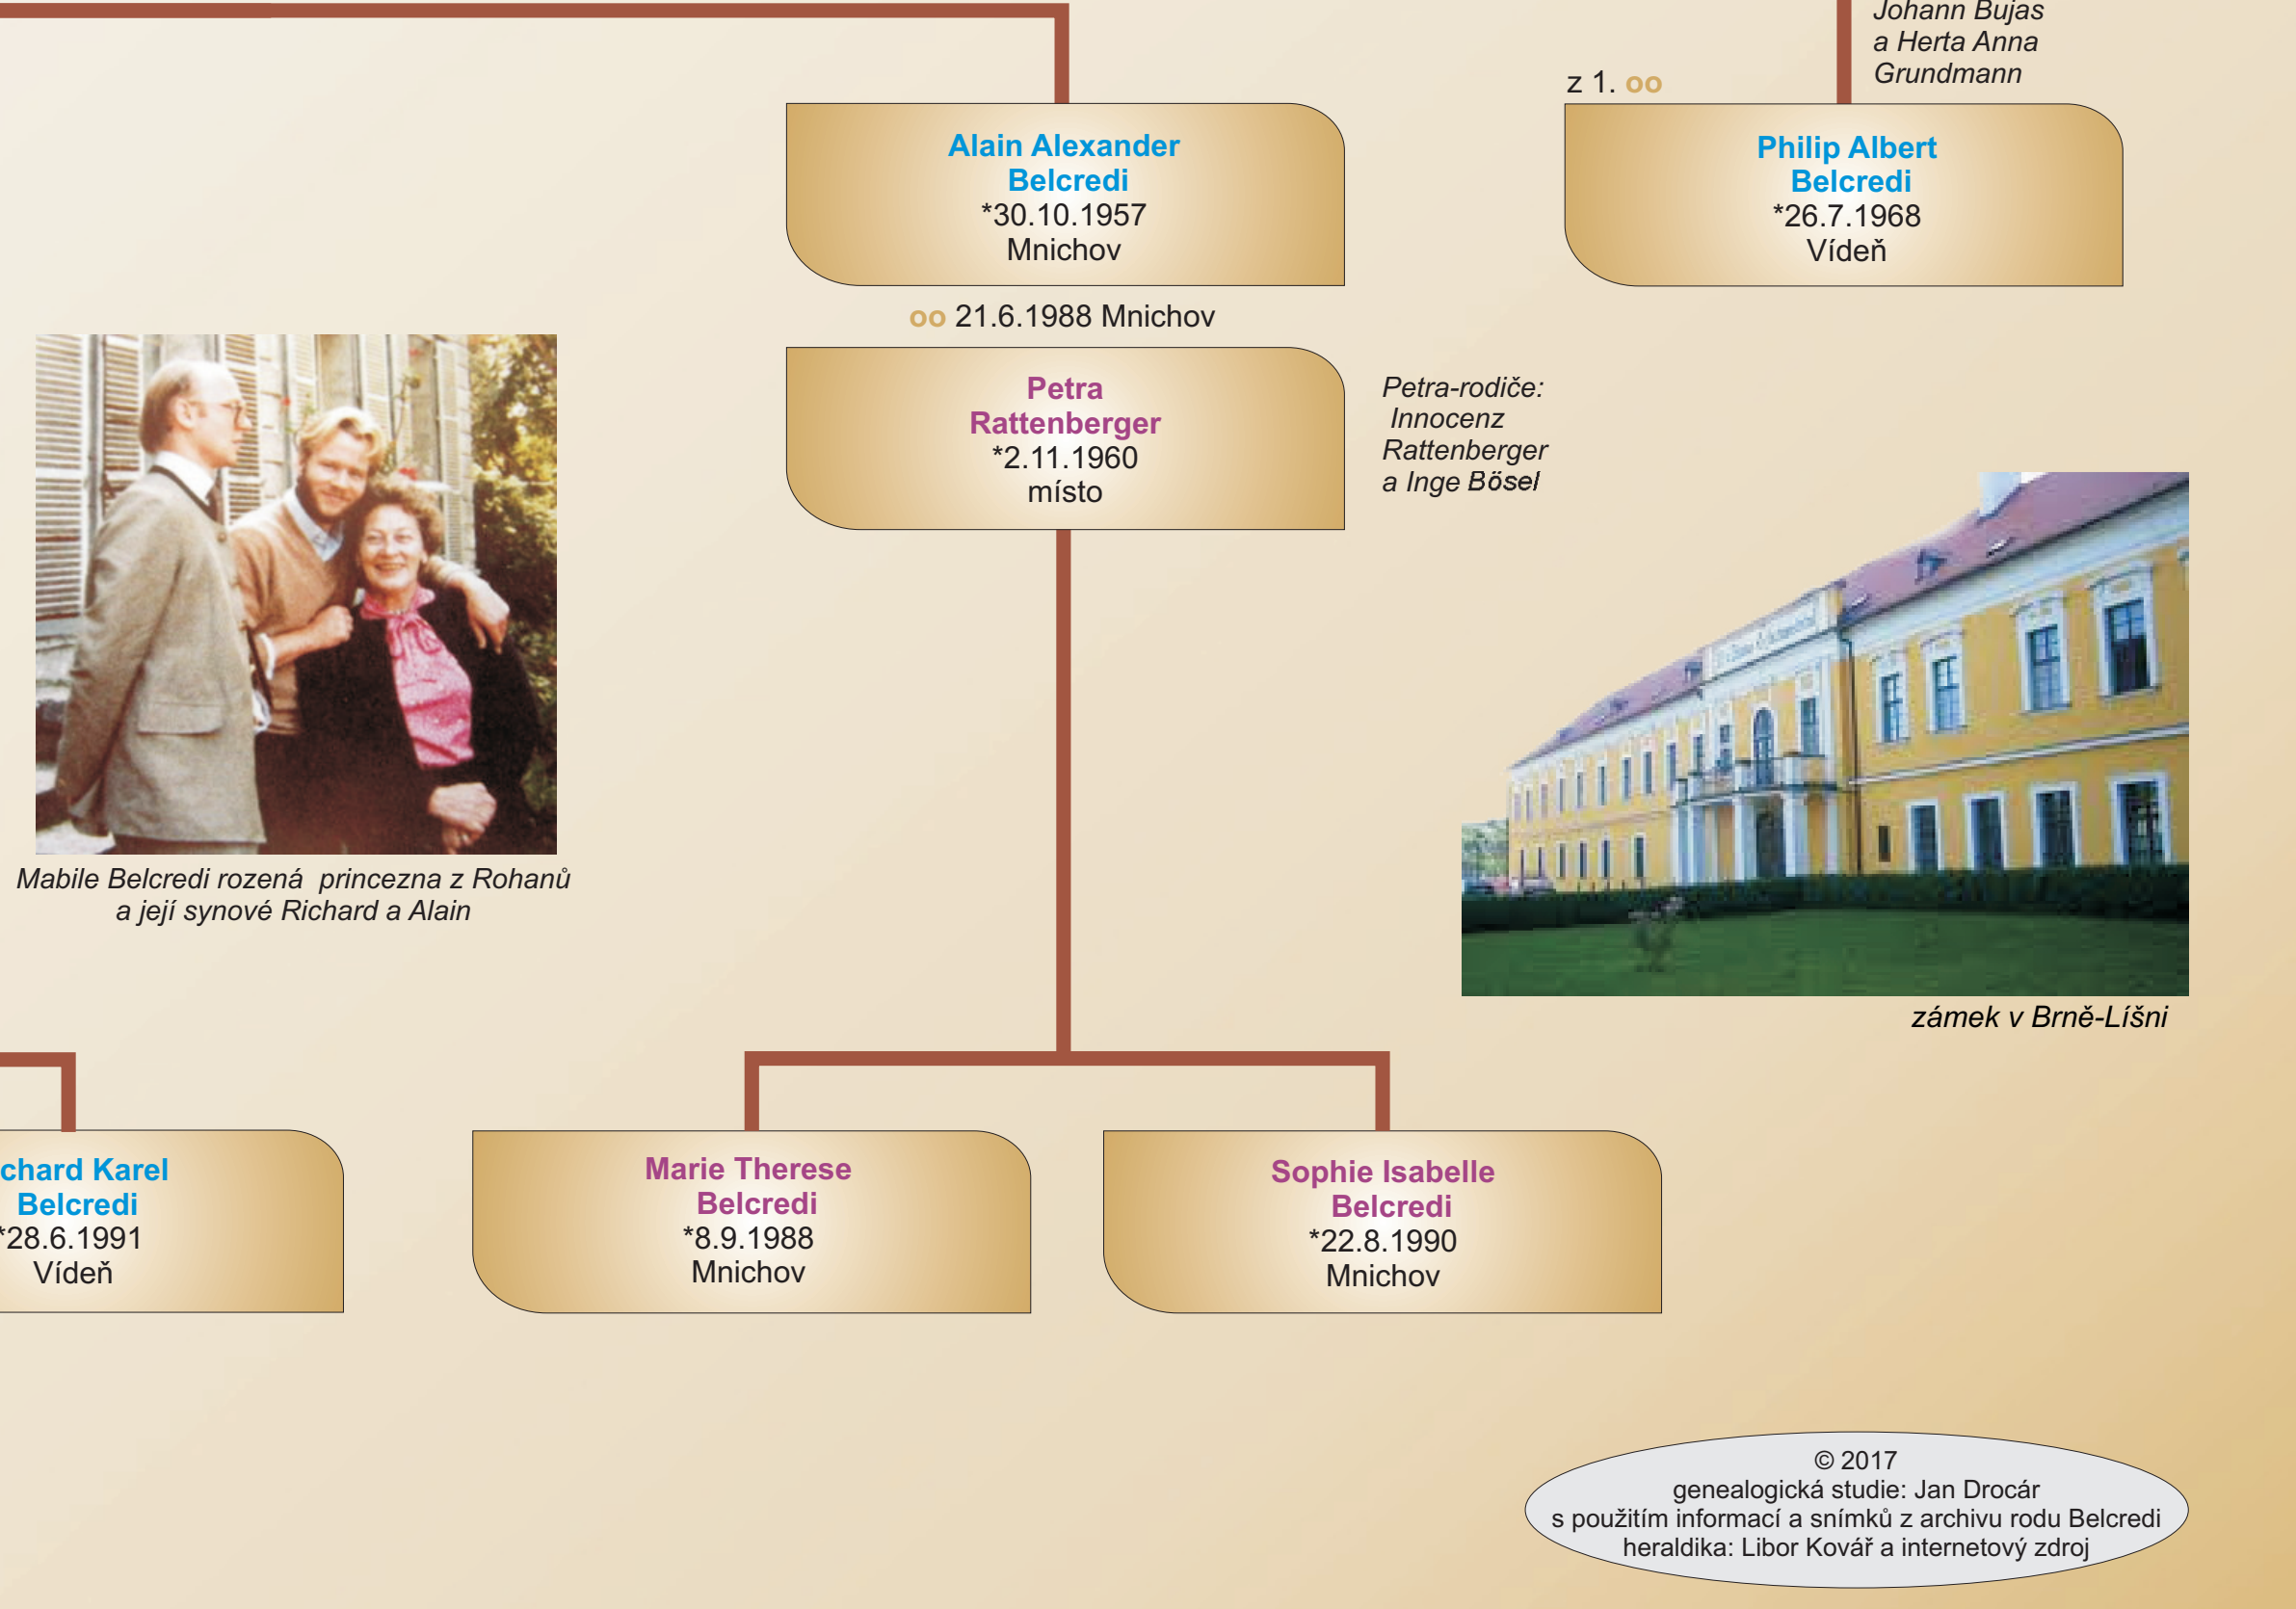 Johann Bujas
a Herta Anna
Grundmann
z 1. oo
Alain Alexander
Belcredi
*30.10.1957
Mnichov
Philip Albert
Belcredi
*26.7.1968
Vídeň
oo 21.6.1988 Mnichov
Petra
Rattenberger
*2.11.1960
místo
Petra-rodiče:
Innocenz
Rattenberger
a Inge Bösel
Mabile Belcredi rozená princezna z Rohanů
a její synové Richard a Alain
zámek v Brně-Líšni
chard Karel
Belcredi
*28.6.1991
Vídeň
Marie Therese
Belcredi
*8.9.1988
Mnichov
Sophie Isabelle
Belcredi
*22.8.1990
Mnichov
© 2017
genealogická studie: Jan Drocár
s použitím informací a snímků z archivu rodu Belcredi
heraldika: Libor Kovář a internetový zdroj